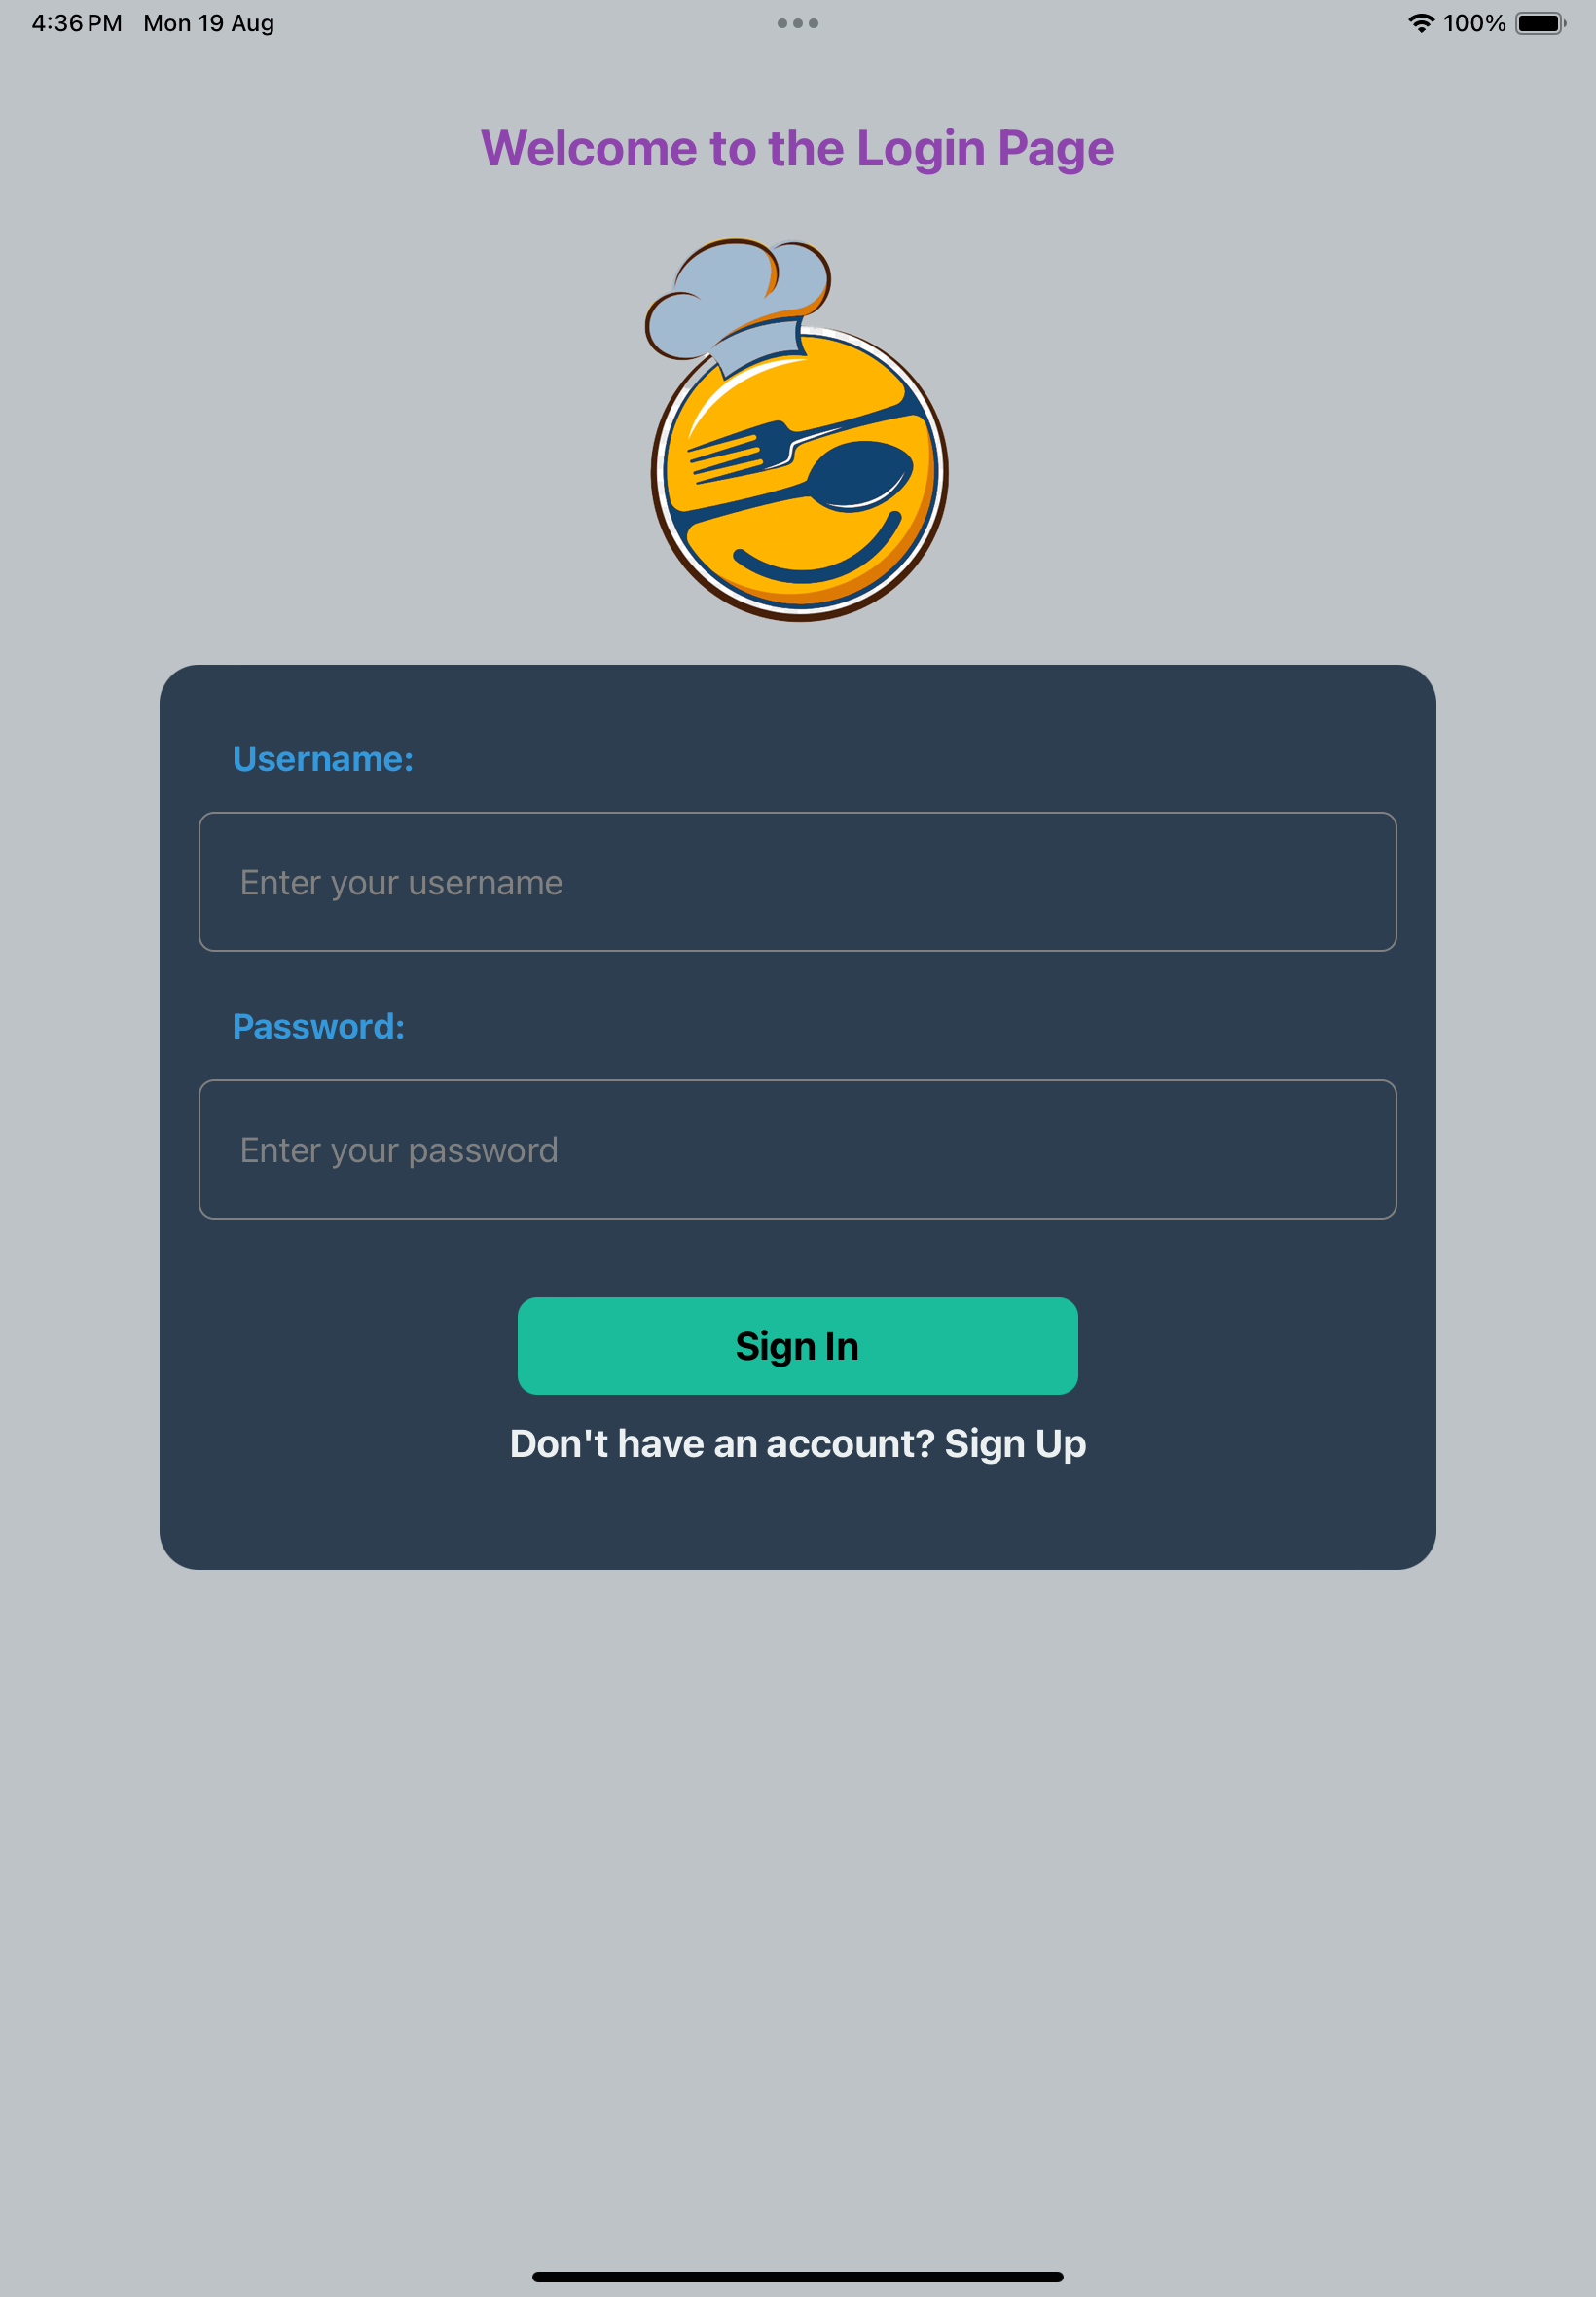 4:36 PM Mon 19 Aug 100%
Welcome to the Login Page
Username:
Enter your username
Password:
Enter your password
Sign In
Don't have an account? Sign Up